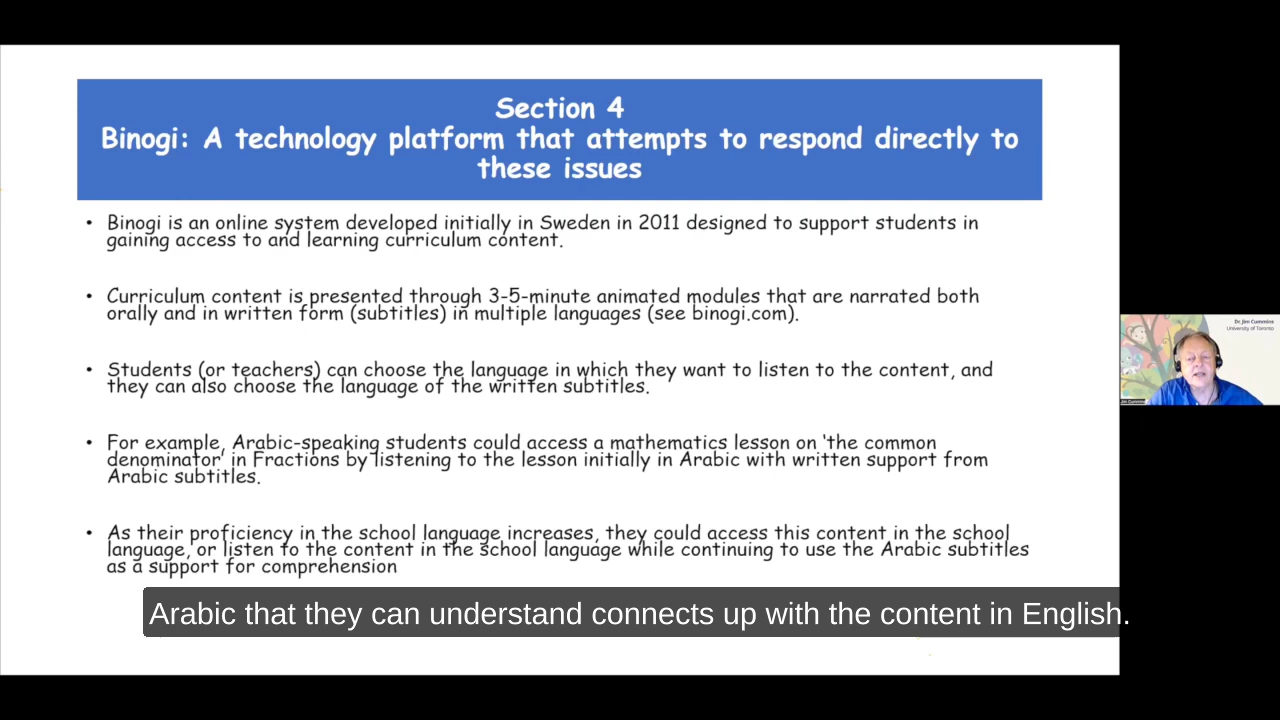 Section 4
Binogi: A technology platform that attempts to respond directly to
these issues
• Binogi is an online system developed initially in Sweden in 2011 designed to support students in
gaining access to and learning curriculum content.
• Curriculum content is presented through 3-5-minute animated modules that are narrated both
orally and in written form (subtitles) in multiple languages (see binogi.com).
• Students (or teachers) can choose the language in which they want to listen to the content, and
they can also choose the language of the written subtitles.
• For example, Arabic-speaking students could access a mathematics lesson on ‘the common
denominator’ in Fractions by listening to the lesson initially in Arabic with written support from
Arabic subtitles.
• As their proficiency in the school language increases, they could access this content in the school
language, or listen to the content in the school language while continuing to use the Arabic subtitles
as a support for comprehension
Arabic that they can understand connects up with the content in English.
Dr Jim Cummins
University of Toronto
Jim Cummins